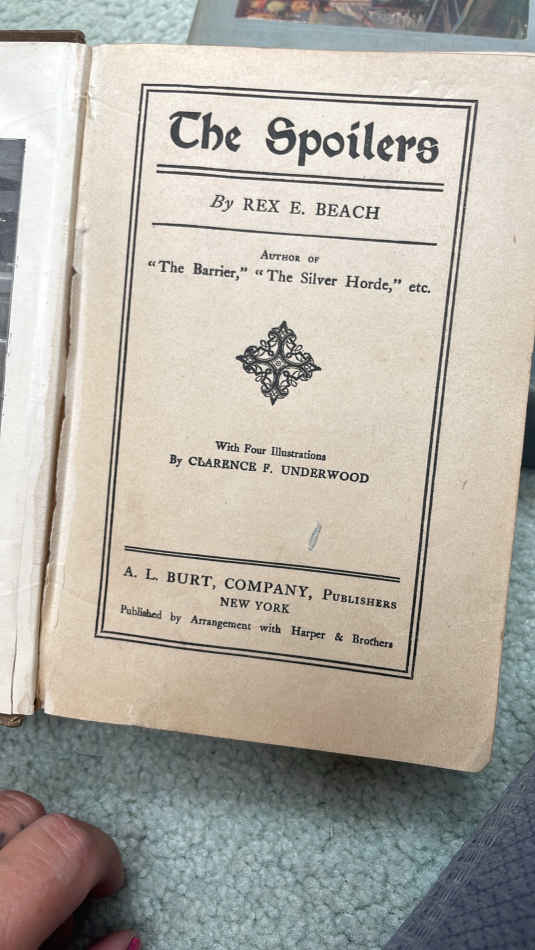 The Spoilers
By REX E. BEACH
AUTHOR OF
“The Barrier,” “The Silver Horde,” etc.
With Four Illustrations
By CLARENCE F. UNDERWOOD
A. L. BURT, COMPANY, PUBLISHERS
NEW YORK
Published by Arrangement with Harper & Brothers